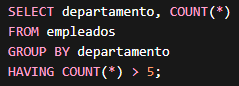 SELECT departamento, COUNT(*)
FROM empleados
GROUP BY departamento
HAVING COUNT(*) > 5;